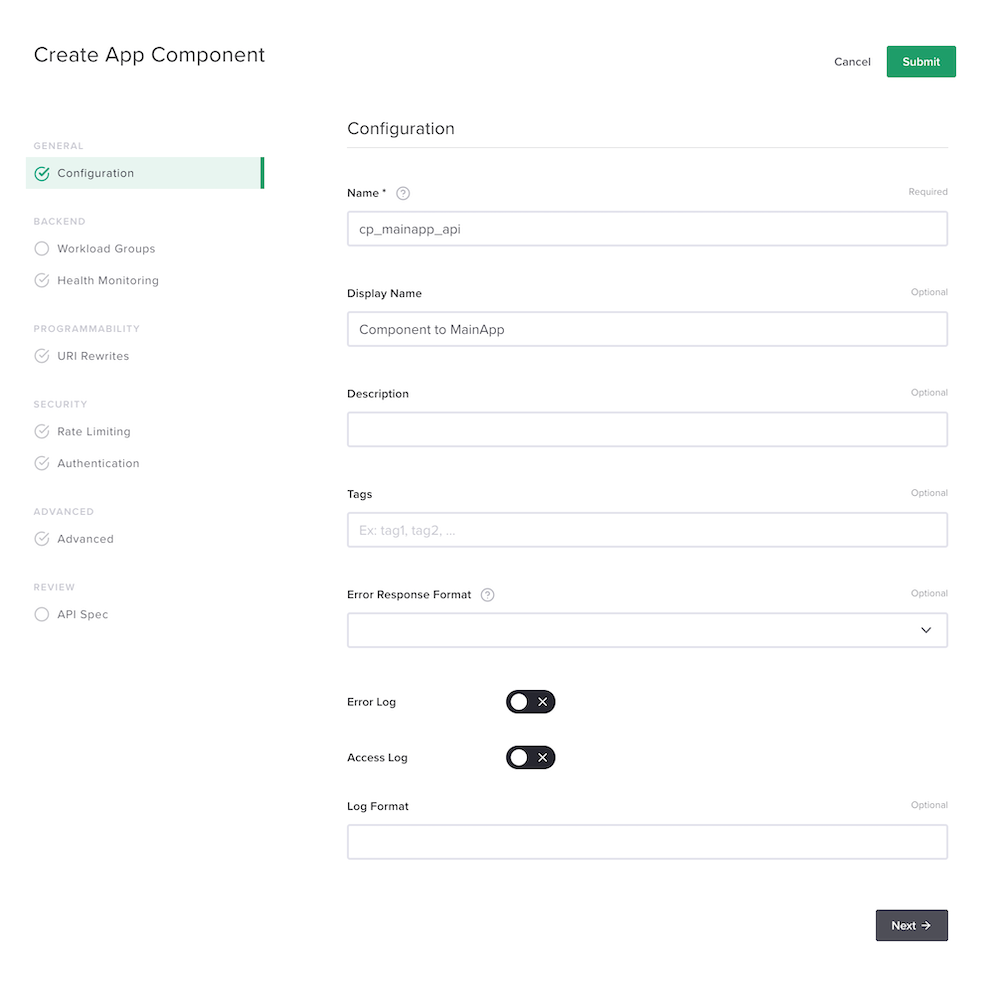 Create App Component
Cancel
Submit
GENERAL
Configuration
BACKEND
Workload Groups
Health Monitoring
PROGRAMMABILITY
URI Rewrites
SECURITY
Rate Limiting
Authentication
ADVANCED
Advanced
REVIEW
API Spec
Configuration
Name * ? Required
cp_mainapp_api
Display Name Optional
Component to MainApp
Description Optional
Tags Optional
Ex: tag1, tag2, ...
Error Response Format ? Optional
Error Log
Access Log
Log Format Optional
Next →